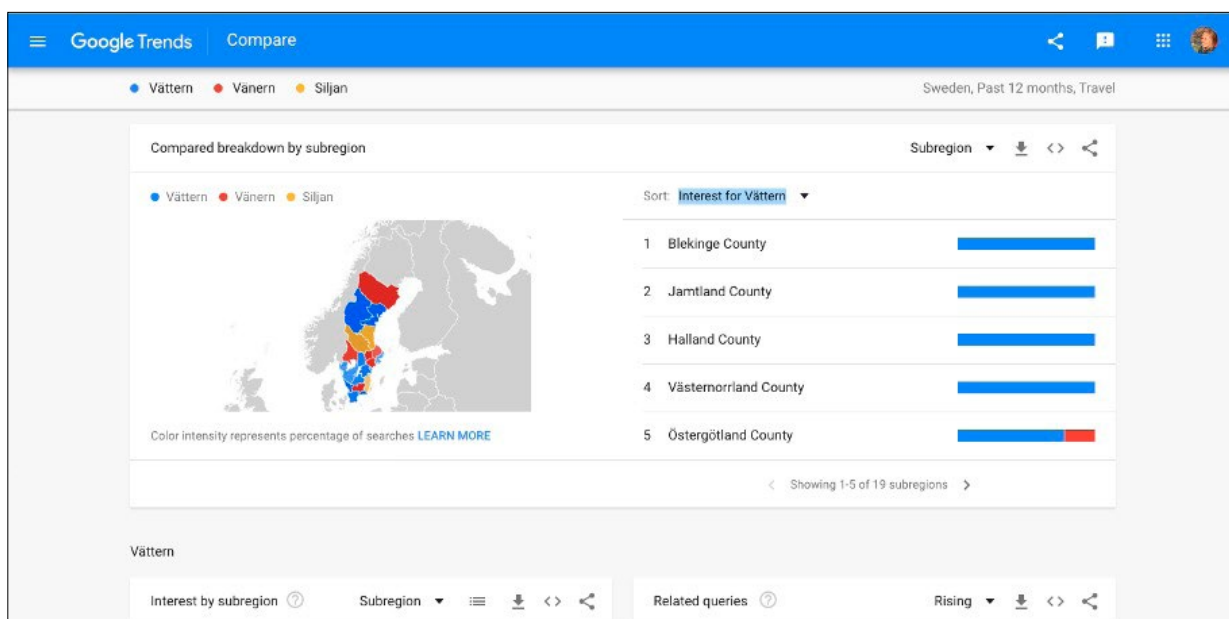 Google Trends Compare
Vättern Vänern Siljan Sweden, Past 12 months, Travel
Compared breakdown by subregion Subregion
Vättern Vänern Siljan
Sort: Interest for Vättern
1 Blekinge County
2 Jamtland County
3 Halland County
4 Västernorrland County
5 Östergötland County
Color intensity represents percentage of searches LEARN MORE
Showing 1-5 of 19 subregions
Vättern
Interest by subregion Subregion
Related queries Rising